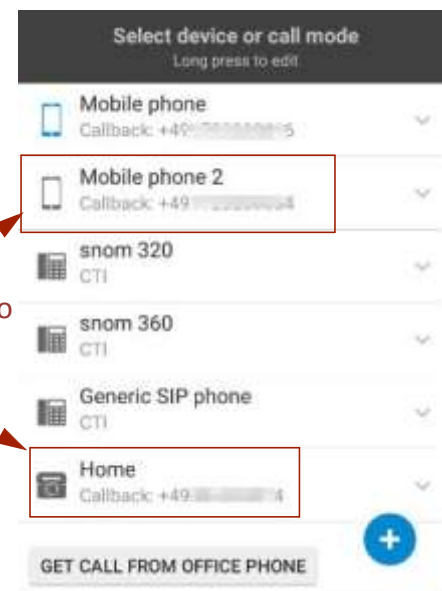 Select device or call mode
Long press to edit
Mobile phone
Callback: +49
Mobile phone 2
Callback: +49
snom 320
CTI
o
snom 360
CTI
Generic SIP phone
CTI
Home
Callback: +49
+
GET CALL FROM OFFICE PHONE